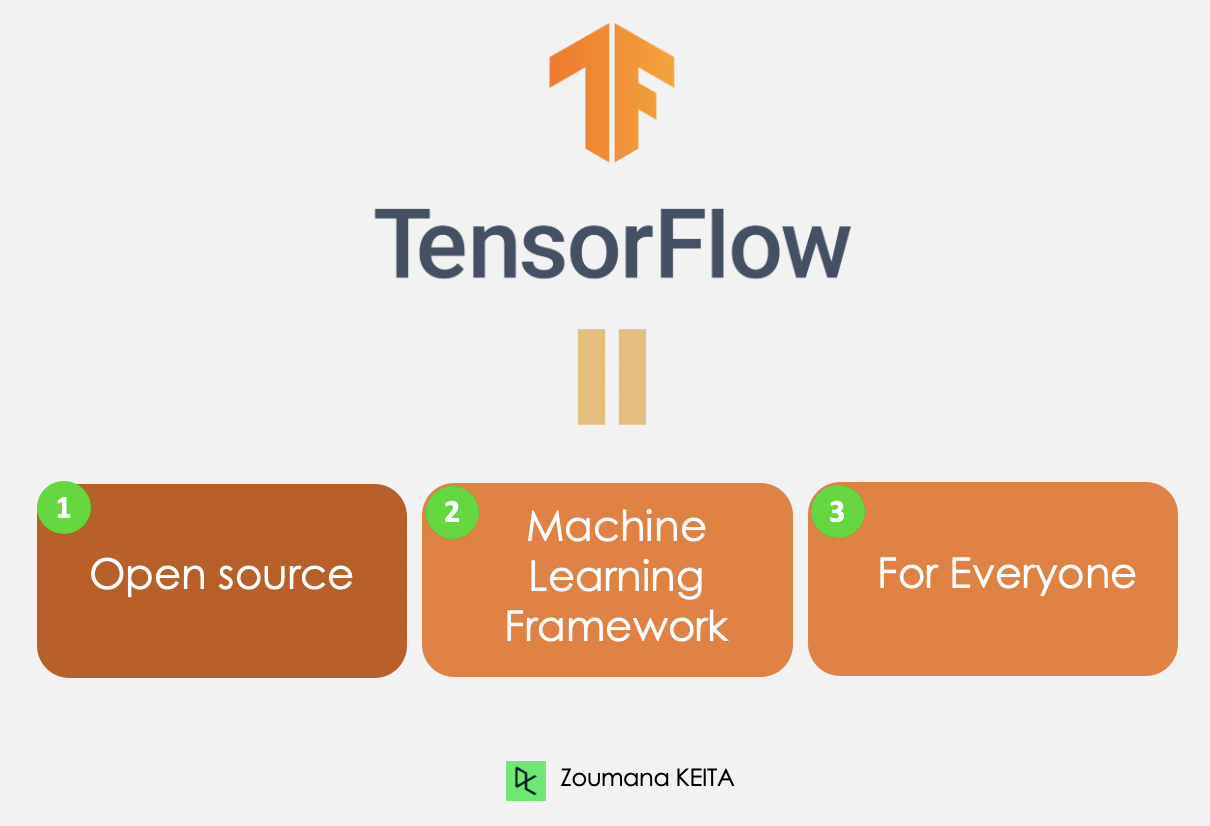 TensorFlow
1
Open source
2
Machine
Learning
Framework
3
For Everyone
Zoumana KEITA